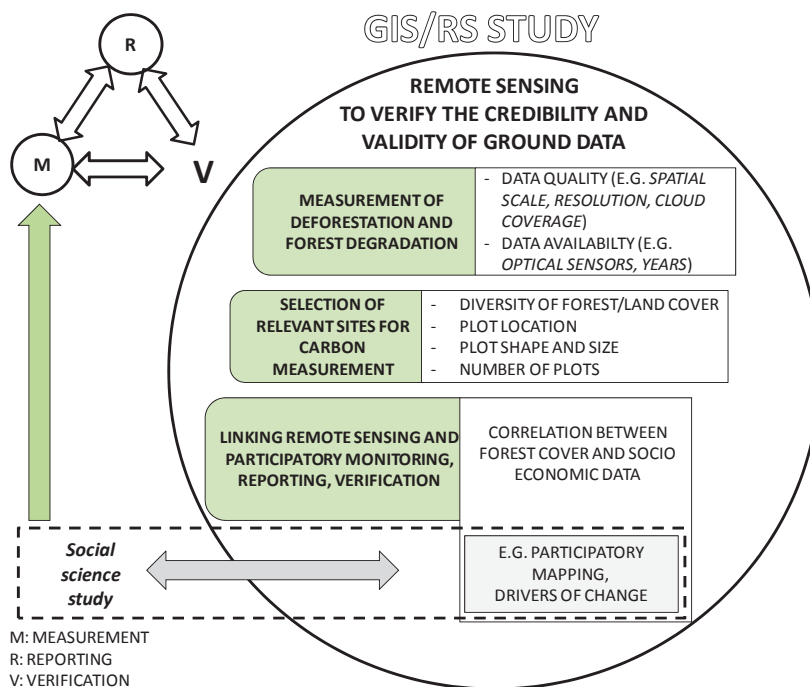 GIS/RS STUDY
R
M
V
REMOTE SENSING
TO VERIFY THE CREDIBILITY AND
VALIDITY OF GROUND DATA
MEASUREMENT OF
DEFORESTATION AND
FOREST DEGRADATION
- DATA QUALITY (E.G. SPATIAL
SCALE, RESOLUTION, CLOUD
COVERAGE)
- DATA AVAILABILTY (E.G.
OPTICAL SENSORS, YEARS)
SELECTION OF
RELEVANT SITES FOR
CARBON
MEASUREMENT
- DIVERSITY OF FOREST/LAND COVER
- PLOT LOCATION
- PLOT SHAPE AND SIZE
- NUMBER OF PLOTS
LINKING REMOTE SENSING AND
PARTICIPATORY MONITORING,
REPORTING, VERIFICATION
CORRELATION BETWEEN
FOREST COVER AND SOCIO
ECONOMIC DATA
Social
science
study
E.G. PARTICIPATORY
MAPPING,
DRIVERS OF CHANGE
M: MEASUREMENT
R: REPORTING
V: VERIFICATION